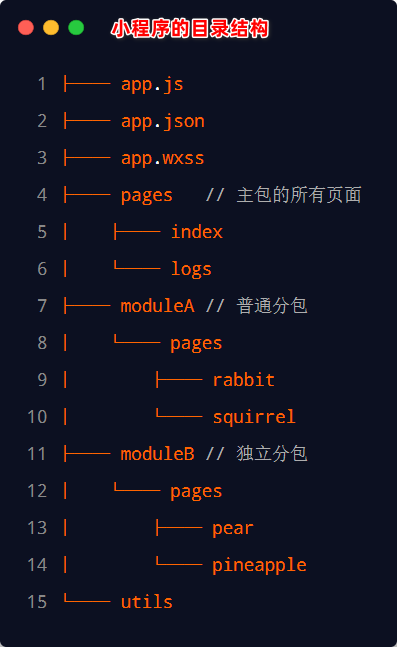 小程序的目录结构
1 ├── app.js
2 ├── app.json
3 ├── app.wxss
4 ├── pages // 主包的所有页面
5 │   ├── index
6 │   └── logs
7 ├── moduleA // 普通分包
8 │   └── pages
9 │       ├── rabbit
10 │       └── squirrel
11 ├── moduleB // 独立分包
12 │   └── pages
13 │       ├── pear
14 │       └── pineapple
15 └── utils